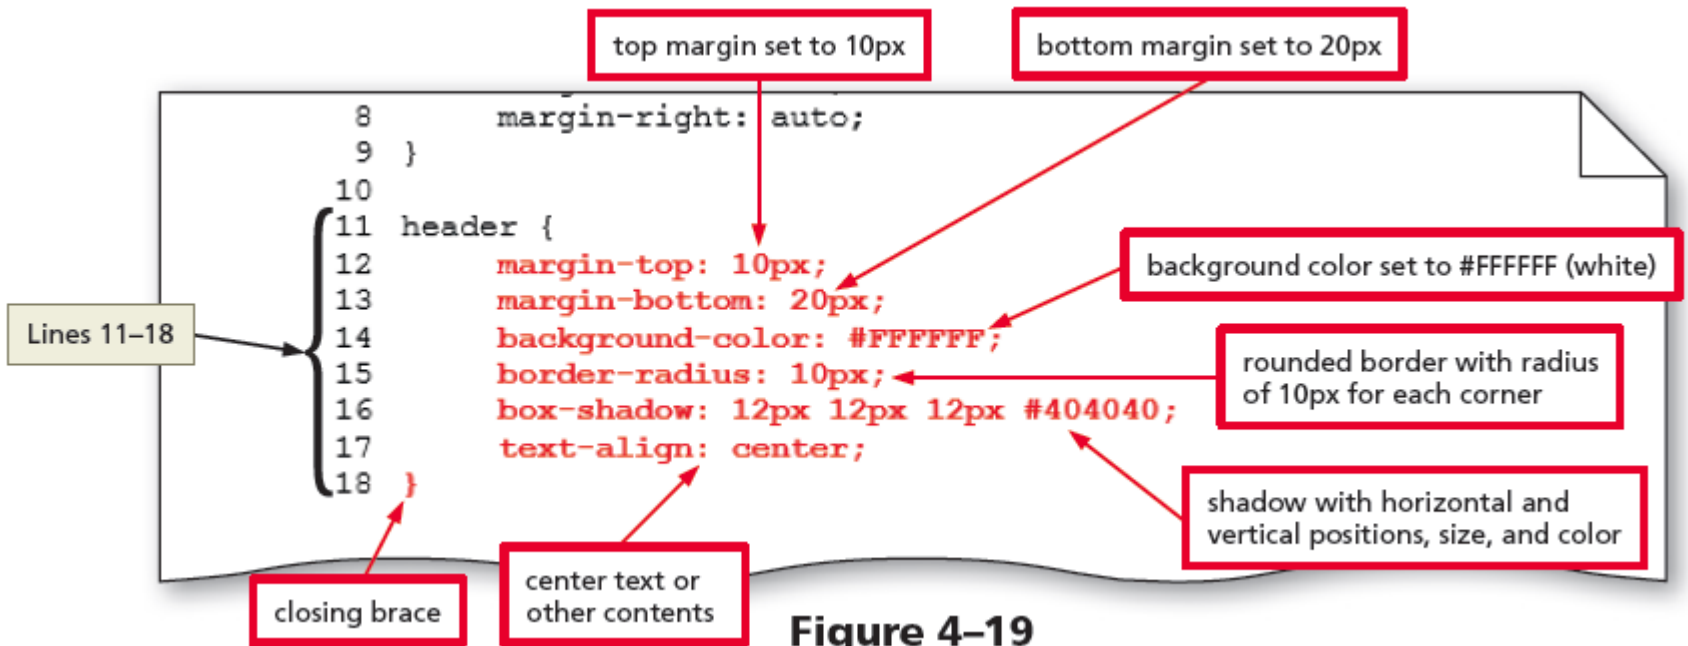 top margin set to 10px
bottom margin set to 20px
8 margin-right: auto;
9 }
10
11 header {
12 margin-top: 10px;
13 margin-bottom: 20px;
14 background-color: #FFFFFF;
15 border-radius: 10px;
16 box-shadow: 12px 12px 12px #404040;
17 text-align: center;
18 }
Lines 11–18
background color set to #FFFFFF (white)
rounded border with radius
of 10px for each corner
shadow with horizontal and
vertical positions, size, and color
center text or
other contents
closing brace
Figure 4–19